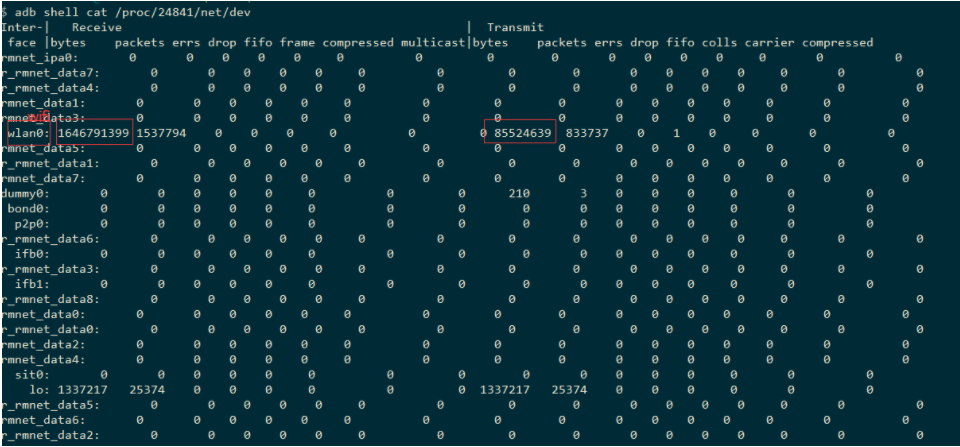 $ adb shell cat /proc/24841/net/dev
Inter-|   Receive                                                |  Transmit
face |bytes    packets errs drop fifo frame compressed multicast|bytes    packets errs drop fifo colls carrier compressed
rmnet_ipa0: 0 0 0 0 0 0 0 0 0 0 0 0 0 0 0 0
r_rmnet_data7: 0 0 0 0 0 0 0 0 0 0 0 0 0 0 0 0
r_rmnet_data4: 0 0 0 0 0 0 0 0 0 0 0 0 0 0 0 0
rmnet_data1: 0 0 0 0 0 0 0 0 0 0 0 0 0 0 0 0
rmnet_data3: 0 0 0 0 0 0 0 0 0 0 0 0 0 0 0 0
wifi
wlan0: 1646791399 1537794 0 0 0 0 0 0 85524639 833737 0 1 0 0 0 0
rmnet_data5: 0 0 0 0 0 0 0 0 0 0 0 0 0 0 0 0
r_rmnet_data1: 0 0 0 0 0 0 0 0 0 0 0 0 0 0 0 0
rmnet_data7: 0 0 0 0 0 0 0 0 0 0 0 0 0 0 0 0
dummy0: 0 0 0 0 0 0 0 0 210 3 0 0 0 0 0 0
bond0: 0 0 0 0 0 0 0 0 0 0 0 0 0 0 0 0
p2p0: 0 0 0 0 0 0 0 0 0 0 0 0 0 0 0 0
r_rmnet_data6: 0 0 0 0 0 0 0 0 0 0 0 0 0 0 0 0
ifb0: 0 0 0 0 0 0 0 0 0 0 0 0 0 0 0 0
r_rmnet_data3: 0 0 0 0 0 0 0 0 0 0 0 0 0 0 0 0
ifb1: 0 0 0 0 0 0 0 0 0 0 0 0 0 0 0 0
r_rmnet_data8: 0 0 0 0 0 0 0 0 0 0 0 0 0 0 0 0
rmnet_data0: 0 0 0 0 0 0 0 0 0 0 0 0 0 0 0 0
r_rmnet_data0: 0 0 0 0 0 0 0 0 0 0 0 0 0 0 0 0
rmnet_data2: 0 0 0 0 0 0 0 0 0 0 0 0 0 0 0 0
rmnet_data4: 0 0 0 0 0 0 0 0 0 0 0 0 0 0 0 0
sit0: 0 0 0 0 0 0 0 0 0 0 0 0 0 0 0 0
lo: 1337217 25374 0 0 0 0 0 0 1337217 25374 0 0 0 0 0 0
r_rmnet_data5: 0 0 0 0 0 0 0 0 0 0 0 0 0 0 0 0
rmnet_data6: 0 0 0 0 0 0 0 0 0 0 0 0 0 0 0 0
r_rmnet_data2: 0 0 0 0 0 0 0 0 0 0 0 0 0 0 0 0